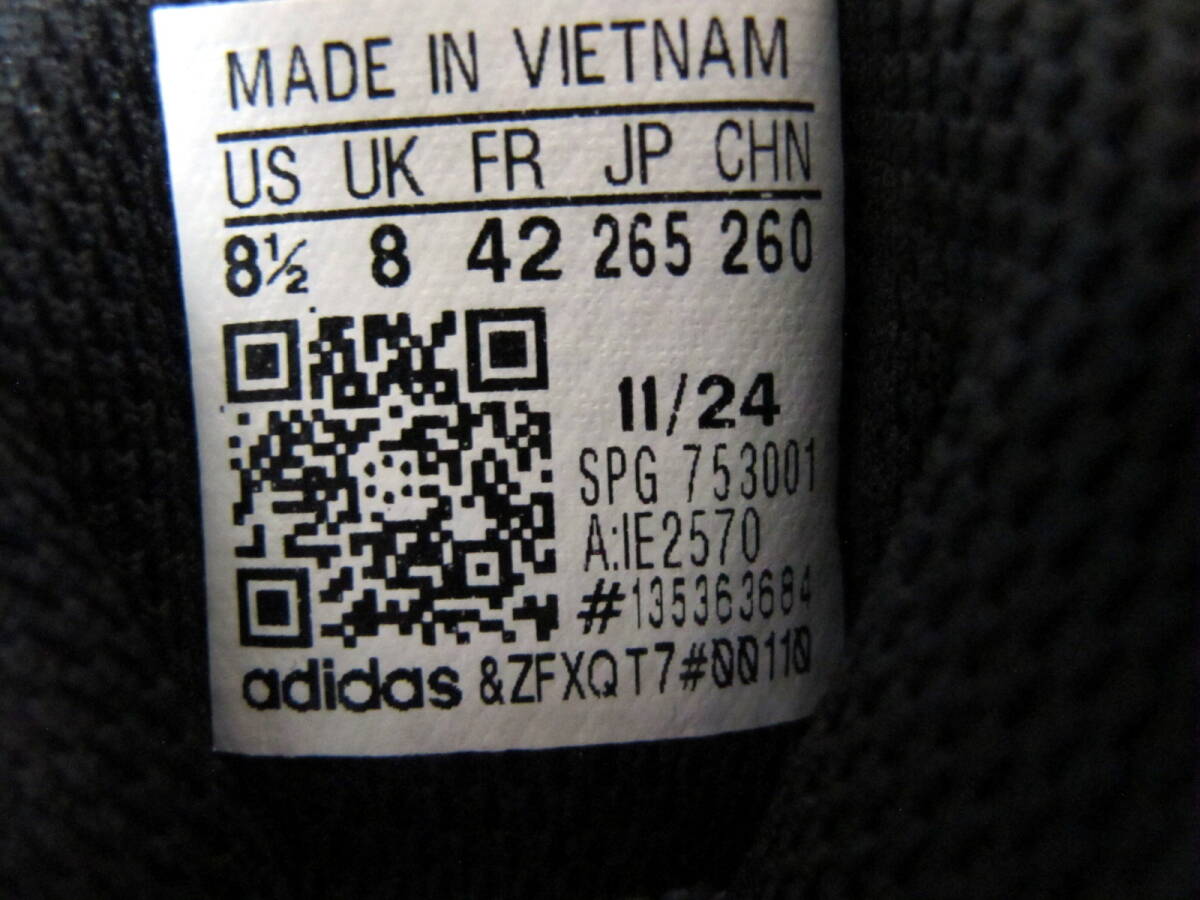 MADE IN VIETNAM
US UK FR JP CHN
8½ 8 42 265 260
11/24
SPG 753001
A:IE2570
#135363684
adidas &ZFXQT7#00110